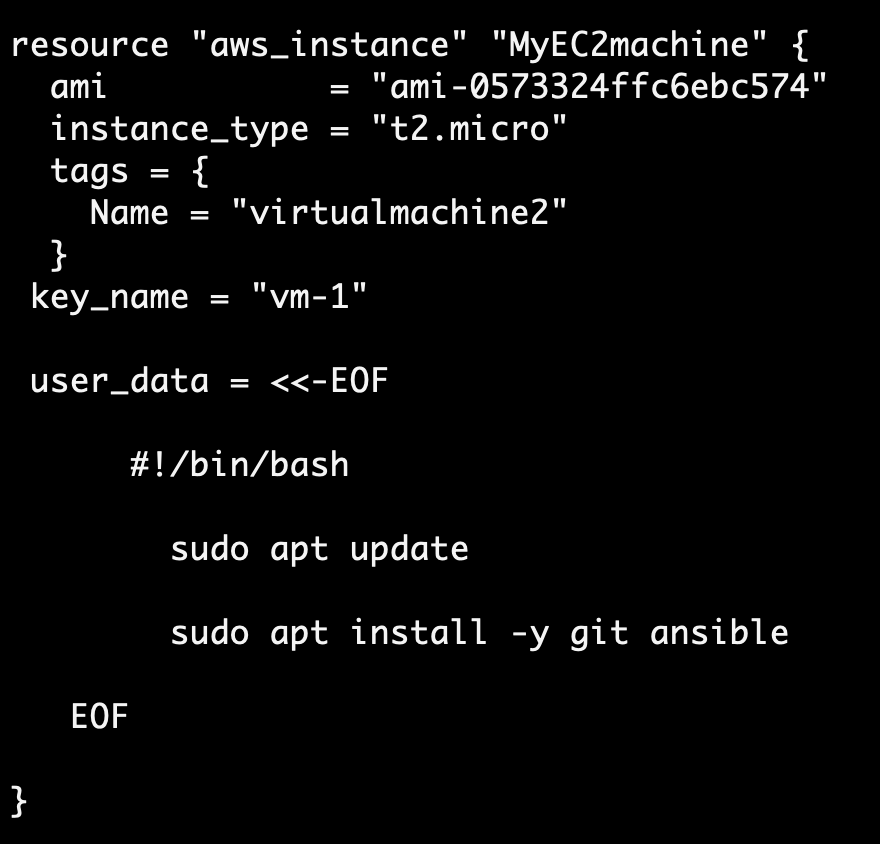 resource "aws_instance" "MyEC2machine" {
  ami           = "ami-0573324ffc6ebc574"
  instance_type = "t2.micro"
  tags = {
    Name = "virtualmachine2"
  }
 key_name = "vm-1"
 user_data = <<-EOF
      #!/bin/bash
        sudo apt update
        sudo apt install -y git ansible
   EOF
}